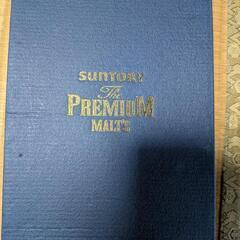 SUNTORY
The
PREMIUM
MALT'S